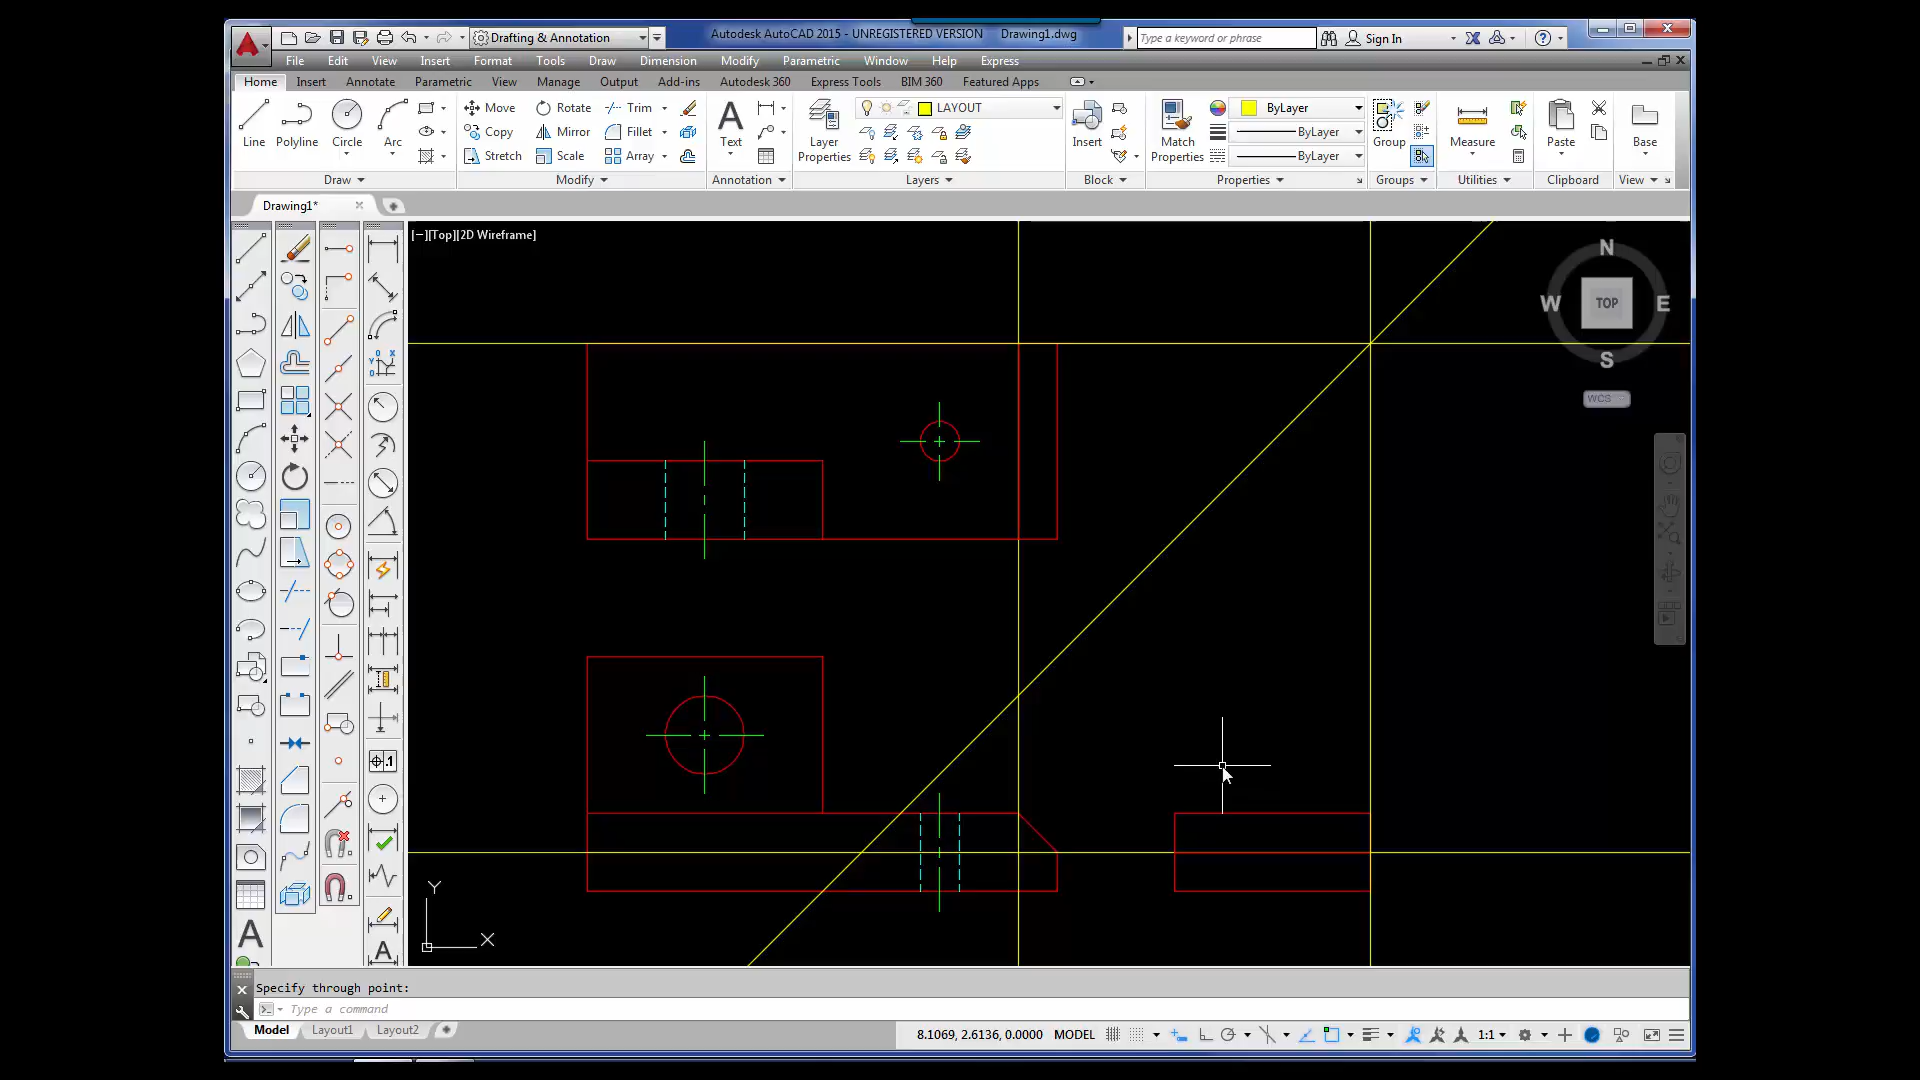 Drafting & Annotation
Autodesk AutoCAD 2015 - UNREGISTERED VERSION Drawing1.dwg
Type a keyword or phrase
Sign In
File Edit View Insert Format Tools Draw Dimension Modify Parametric Window Help Express
Home Insert Annotate Parametric View Manage Output Add-ins Autodesk 360 Express Tools BIM 360 Featured Apps
Line Polyline Circle Arc
Move Rotate Trim
Copy Mirror Fillet
Stretch Scale Array
Text
Layer Properties
LAYOUT
Insert
Match Properties
ByLayer
ByLayer
ByLayer
Group
Measure
Paste
Base
Draw Modify Annotation Layers Block Properties Groups Utilities Clipboard View
Drawing1*
[−][Top][2D Wireframe]
N
W TOP E
S
WCS
Y
X
A
A
.1
Specify through point:
Type a command
Model Layout1 Layout2
8.1069, 2.6136, 0.0000 MODEL 1:1